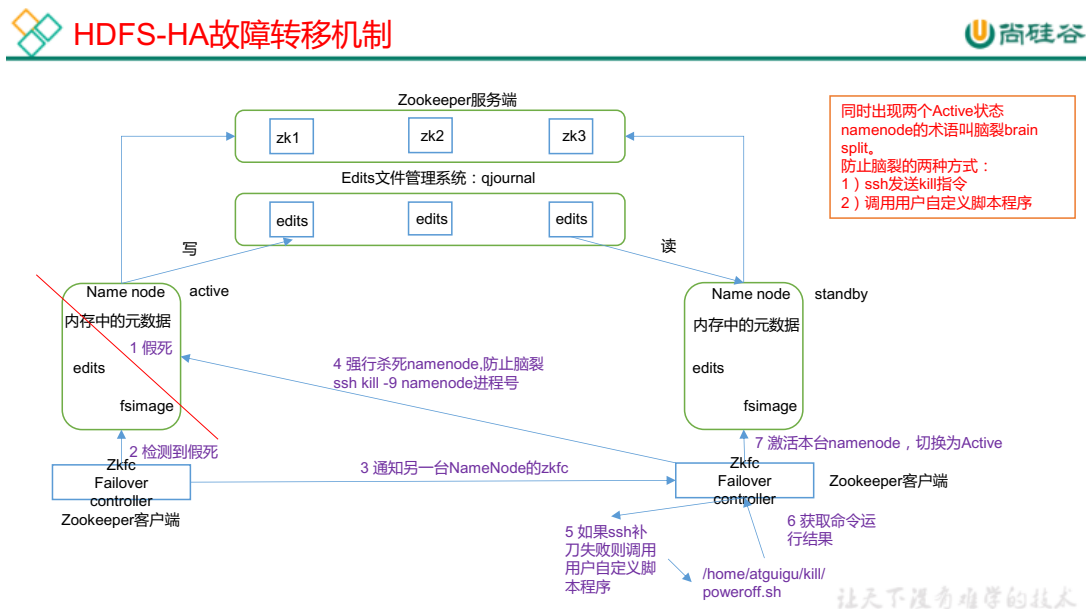 HDFS-HA故障转移机制
尚硅谷
Zookeeper服务端
zk1
zk2
zk3
Edits文件管理系统：qjournal
edits
edits
edits
同时出现两个Active状态
namenode的术语叫脑裂brain
split。
防止脑裂的两种方式：
1）ssh发送kill指令
2）调用用户自定义脚本程序
写
读
Name node
active
内存中的元数据
1 假死
edits
fsimage
Name node
standby
内存中的元数据
edits
fsimage
4 强行杀死namenode,防止脑裂
ssh kill -9 namenode进程号
2 检测到假死
Zkfc
Failover
controller
Zookeeper客户端
3 通知另一台NameNode的zkfc
7 激活本台namenode，切换为Active
Zkfc
Failover
controller
Zookeeper客户端
5 如果ssh补
刀失败则调用
用户自定义脚
本程序
6 获取命令运
行结果
/home/atguigu/kill/
poweroff.sh
让天下没有难学的技术